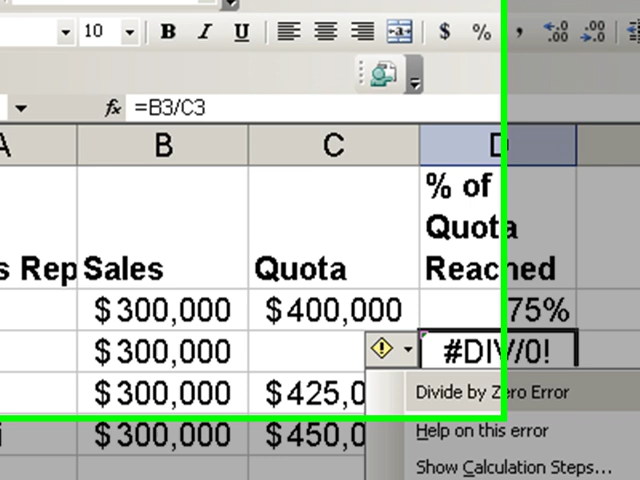 10 B I U $ % , .00 .00
fx =B3/C3
A B C D
s Rep Sales Quota % of Quota Reached
$300,000 $400,000 75%
$300,000 #DIV/0!
$300,000 $425,0 Divide by Zero Error
i $300,000 $450,0 Help on this error
Show Calculation Steps...